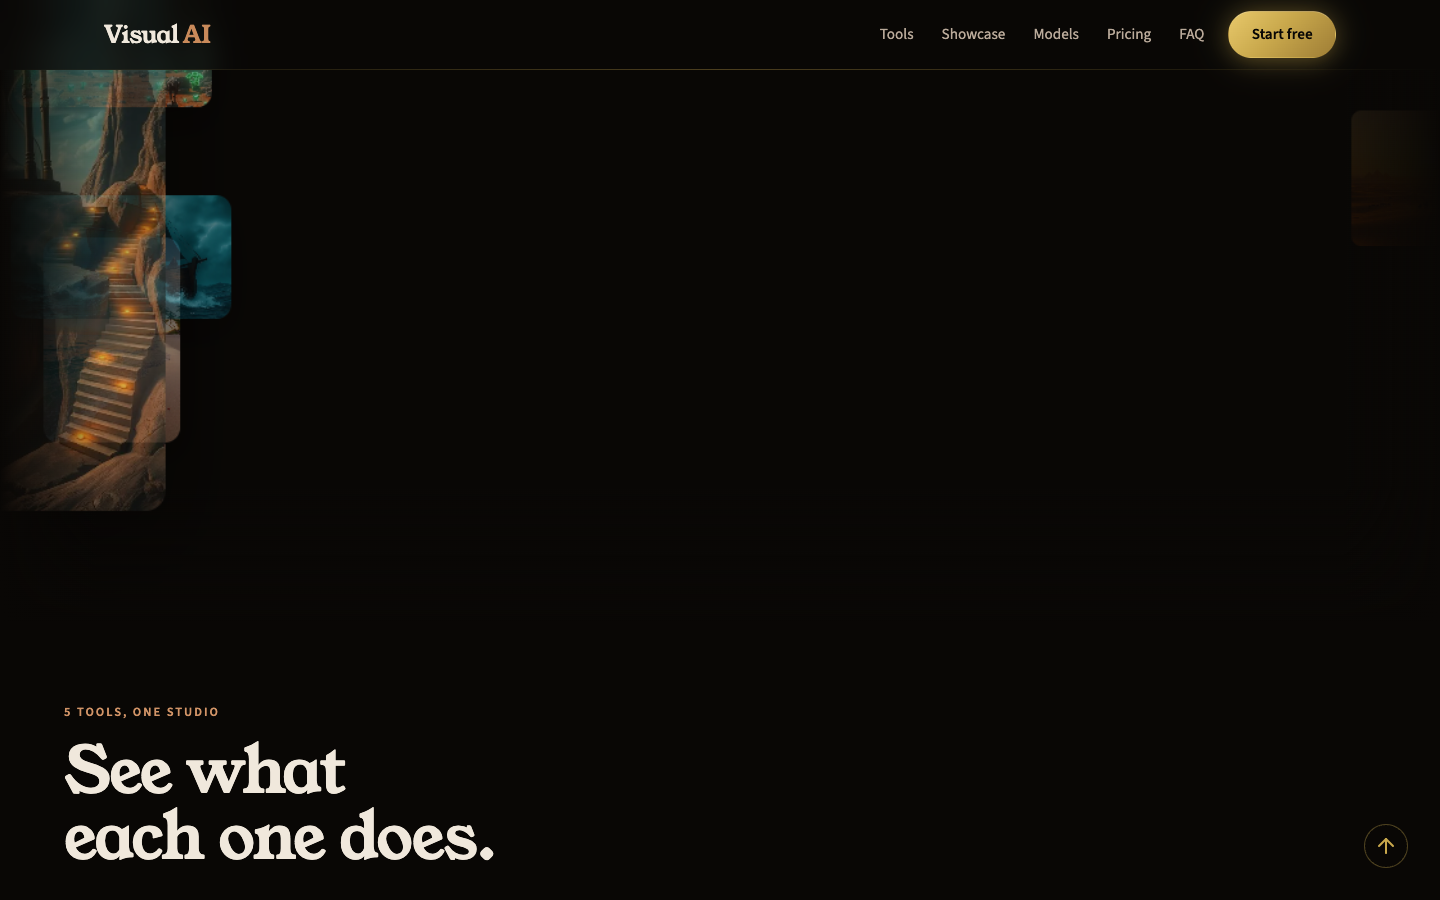 Visual AI
Tools
Showcase
Models
Pricing
FAQ
Start free
5 TOOLS, ONE STUDIO
See what
each one does.